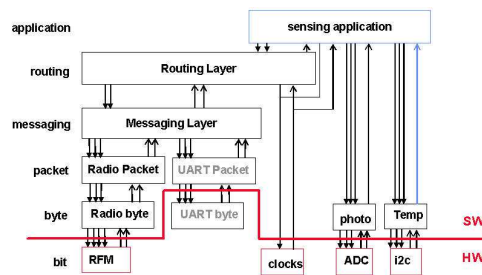 application
sensing application
routing
Routing Layer
messaging
Messaging Layer
packet
Radio Packet
UART Packet
byte
Radio byte
UART byte
photo
Temp
SW
HW
bit
RFM
clocks
ADC
i2c